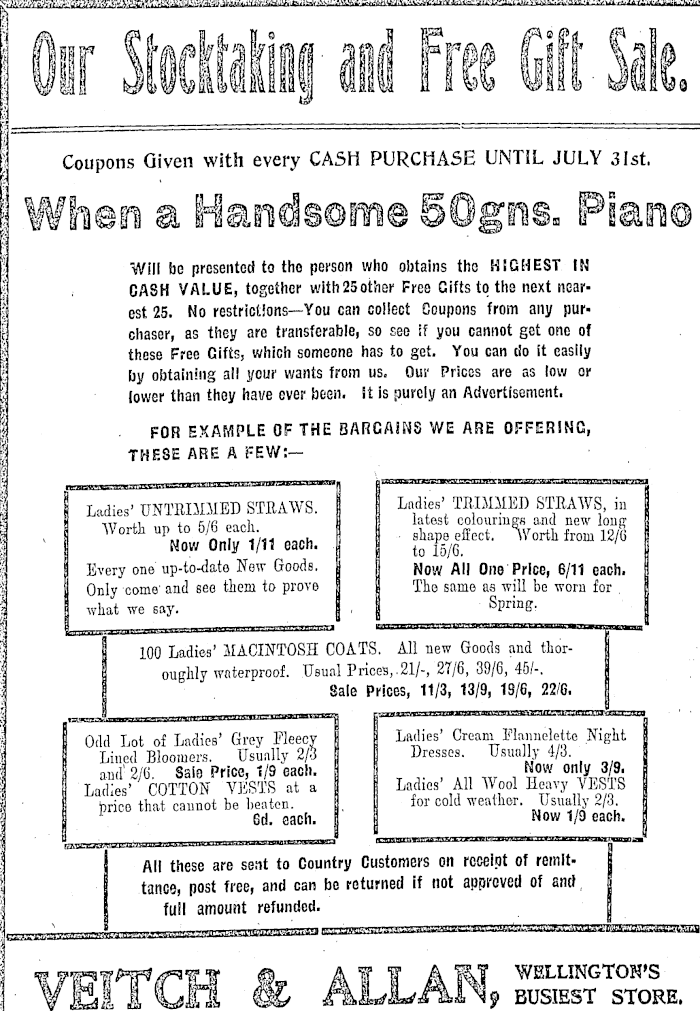 Our Stocktaking and Free Gift Sale.
Coupons Given with every CASH PURCHASE UNTIL JULY 31st.
When a Handsome 50gns. Piano
Will be presented to the person who obtains the HIGHEST IN
CASH VALUE, together with 25 other Free Gifts to the next near-
est 25. No restrictions—You can collect Coupons from any pur-
chaser, as they are transferable, so see if you cannot get one of
these Free Gifts, which someone has to get. You can do it easily
by obtaining all your wants from us. Our Prices are as low or
lower than they have ever been. It is purely an Advertisement.
FOR EXAMPLE OF THE BARGAINS WE ARE OFFERING,
THESE ARE A FEW:—
Ladies' UNTRIMMED STRAWS.
Worth up to 5/6 each.
Now Only 1/11 each.
Every one up-to-date New Goods.
Only come and see them to prove
what we say.
Ladies' TRIMMED STRAWS, in
latest colourings and new long
shape effect. Worth from 12/6
to 15/6.
Now All One Price, 6/11 each.
The same as will be worn for
Spring.
100 Ladies' MACINTOSH COATS. All new Goods and thor-
oughly waterproof. Usual Prices, 21/-, 27/6, 39/6, 45/-.
Sale Prices, 11/3, 13/9, 19/6, 22/6.
Odd Lot of Ladies' Grey Fleecy
Lined Bloomers. Usually 2/3
and 2/6. Sale Price, 1/9 each.
Ladies' COTTON VESTS at a
price that cannot be beaten.
6d. each.
Ladies' Cream Flannelette Night
Dresses. Usually 4/3.
Now only 3/9.
Ladies' All Wool Heavy VESTS
for cold weather. Usually 2/3.
Now 1/9 each.
All these are sent to Country Customers on receipt of remit-
tance, post free, and can be returned if not approved of and
full amount refunded.
VEITCH & ALLAN, WELLINGTON'S
BUSIEST STORE.